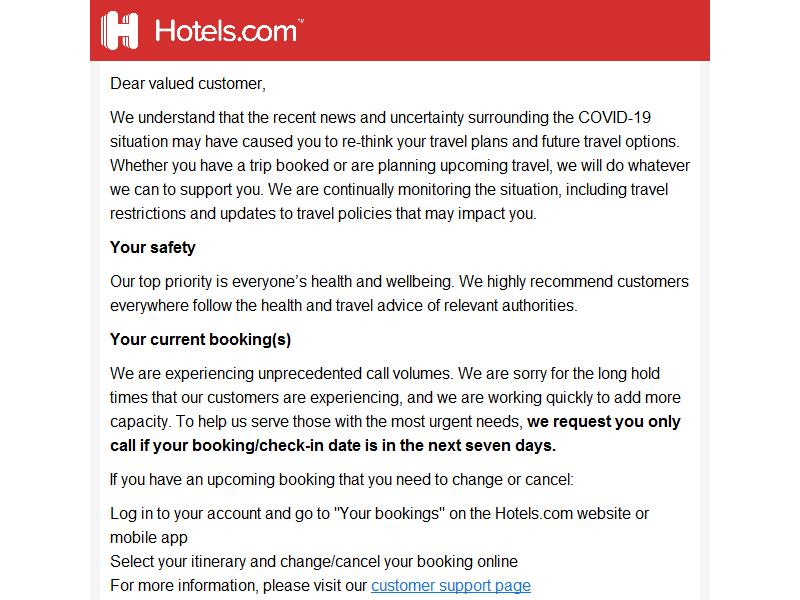 Hotels.com™
Dear valued customer,
We understand that the recent news and uncertainty surrounding the COVID-19
situation may have caused you to re-think your travel plans and future travel options.
Whether you have a trip booked or are planning upcoming travel, we will do whatever
we can to support you. We are continually monitoring the situation, including travel
restrictions and updates to travel policies that may impact you.
Your safety
Our top priority is everyone’s health and wellbeing. We highly recommend customers
everywhere follow the health and travel advice of relevant authorities.
Your current booking(s)
We are experiencing unprecedented call volumes. We are sorry for the long hold
times that our customers are experiencing, and we are working quickly to add more
capacity. To help us serve those with the most urgent needs, we request you only
call if your booking/check-in date is in the next seven days.
If you have an upcoming booking that you need to change or cancel:
Log in to your account and go to "Your bookings" on the Hotels.com website or
mobile app
Select your itinerary and change/cancel your booking online
For more information, please visit our customer support page